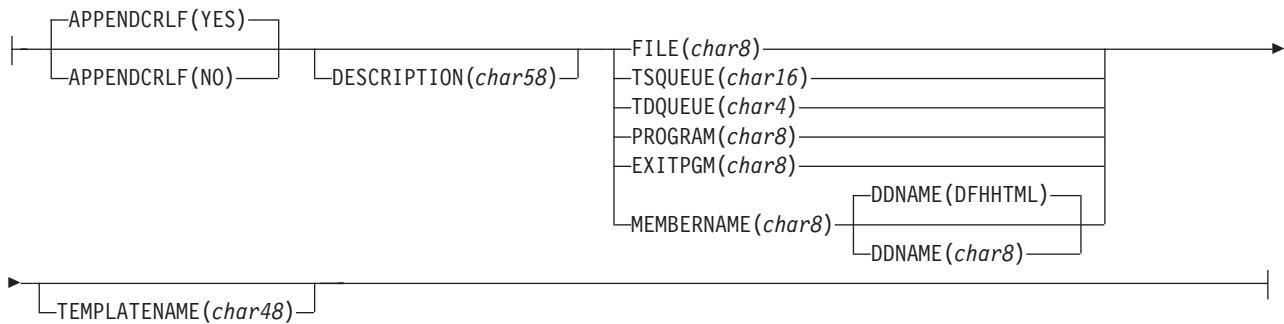 APPENDCRLF(YES)
APPENDCRLF(NO)
DESCRIPTION(char58)
FILE(char8)
TSQUEUE(char16)
TDQUEUE(char4)
PROGRAM(char8)
EXITPGM(char8)
MEMBERNAME(char8)
DDNAME(DFHHTML)
DDNAME(char8)
TEMPLATENAME(char48)